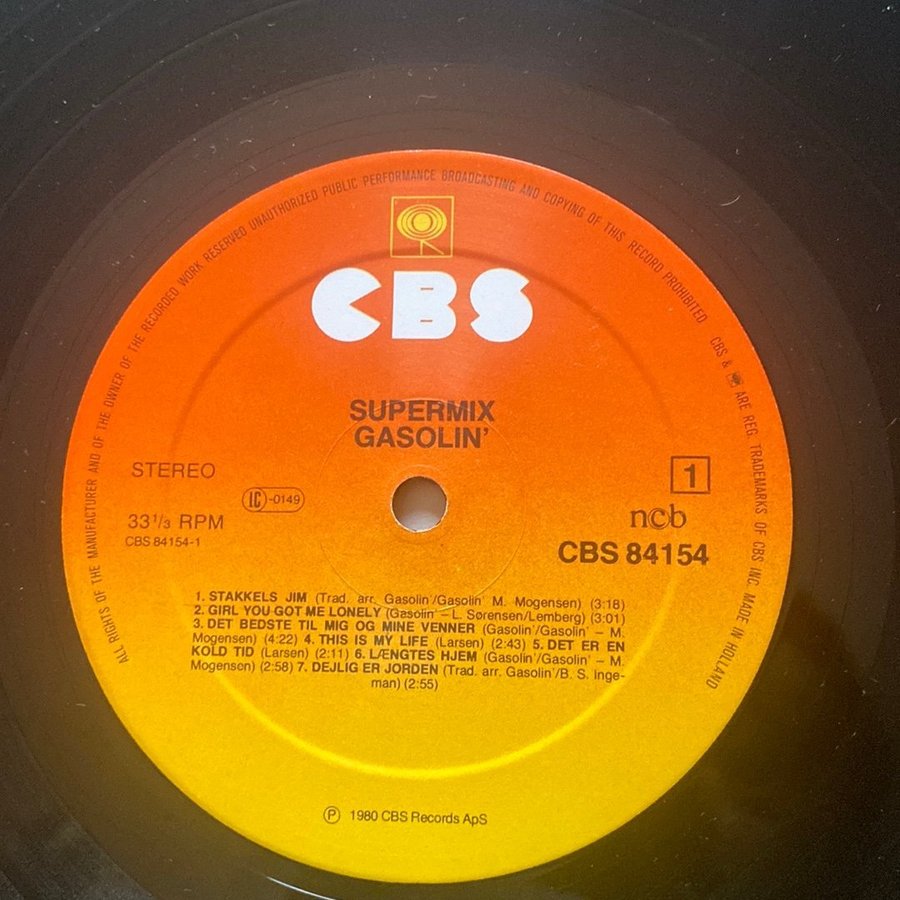 ALL RIGHTS OF THE MANUFACTURER AND OF THE OWNER OF THE RECORDED WORK RESERVED UNAUTHORIZED PUBLIC PERFORMANCE BROADCASTING AND COPYING OF THIS RECORD PROHIBITED
CBS & ARE REG. TRADEMARKS OF CBS INC. MADE IN HOLLAND
CBS
SUPERMIX
GASOLIN'
STEREO
1
LC-0149
33 1/3 RPM
ncb
CBS 84154-1
CBS 84154
1. STAKKELS JIM (Trad. arr. Gasolin'/Gasolin' M. Mogensen) (3:18)
2. GIRL YOU GOT ME LONELY (Gasolin' – L. Sørensen/Lemberg) (3:01)
3. DET BEDSTE TIL MIG OG MINE VENNER (Gasolin'/Gasolin' – M.
Mogensen) (4:22) 4. THIS IS MY LIFE (Larsen) (2:43) 5. DET ER EN
KOLD TID (Larsen) (2:11) 6. LÆNGTES HJEM (Gasolin'/Gasolin' – M.
Mogensen) (2:58) 7. DEJLIG ER JORDEN (Trad. arr. Gasolin'/B. S. Inge-
man) (2:55)
℗ 1980 CBS Records ApS